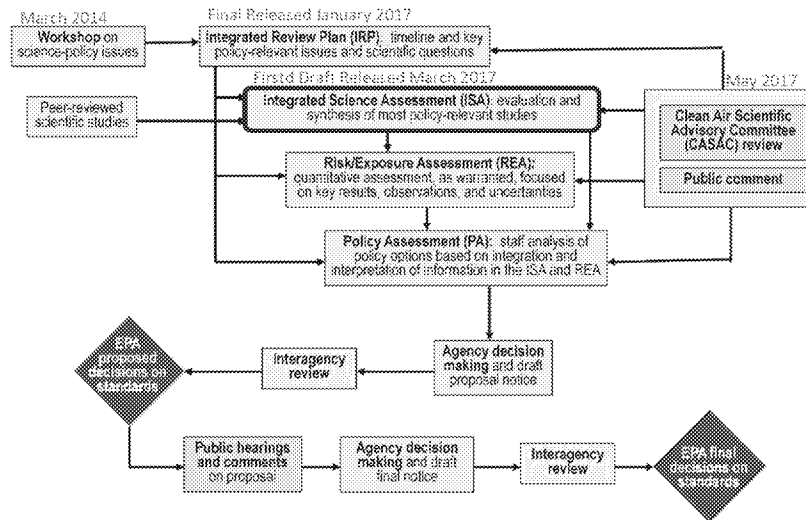 March 2014
Final Released January 2017
Workshop on
science-policy issues
Integrated Review Plan (IRP): timeline and key
policy-relevant issues and scientific questions
Firstd Draft Released March 2017
May 2017
Peer-reviewed
scientific studies
Integrated Science Assessment (ISA): evaluation and
synthesis of most policy-relevant studies
Clean Air Scientific
Advisory Committee
(CASAC) review
Public comment
Risk/Exposure Assessment (REA):
quantitative assessment, as warranted, focused
on key results, observations, and uncertainties
Policy Assessment (PA): staff analysis of
policy options based on integration and
interpretation of information in the ISA and REA
EPA
proposed
decisions on
standards
Interagency
review
Agency decision
making and draft
proposal notice
Public hearings
and comments
on proposal
Agency decision
making and draft
final notice
Interagency
review
EPA final
decisions on
standards